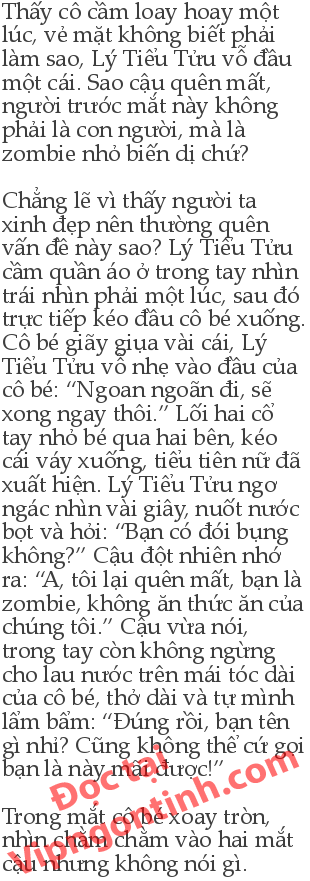 Thấy cô cầm loay hoay một
lúc, vẻ mặt không biết phải
làm sao, Lý Tiểu Tửu vỗ đầu
một cái. Sao cậu quên mất,
người trước mắt này không
phải là con người, mà là
zombie nhỏ biến dị chứ?
Chẳng lẽ vì thấy người ta
xinh đẹp nên thường quên
vấn đề này sao? Lý Tiểu Tửu
cầm quần áo ở trong tay nhìn
trái nhìn phải một lúc, sau đó
trực tiếp kéo đầu cô bé xuống.
Cô bé giãy giụa vài cái, Lý
Tiểu Tửu vỗ nhẹ vào đầu của
cô bé: “Ngoan ngoãn đi, sẽ
xong ngay thôi.” Lối hai cổ
tay nhỏ bé qua hai bên, kéo
cái váy xuống, tiểu tiên nữ đã
xuất hiện. Lý Tiểu Tửu ngơ
ngác nhìn vài giây, nuốt nước
bọt và hỏi: “Bạn có đói bụng
không?” Cậu đột nhiên nhớ
ra: “A, tôi lại quên mất, bạn là
zombie, không ăn thức ăn của
chúng tôi.” Cậu vừa nói,
trong tay còn không ngừng
cho lau nước trên mái tóc dài
của cô bé, thở dài và tự mình
lẩm bẩm: “Đúng rồi, bạn tên
gì nhỉ? Cũng không thể cứ gọi
bạn là này mãi được!”
Trong mắt cô bé xoay tròn,
nhìn chằm chằm vào hai mắt
cậu nhưng không nói gì.
Đọc tại
Vipngontinh.com